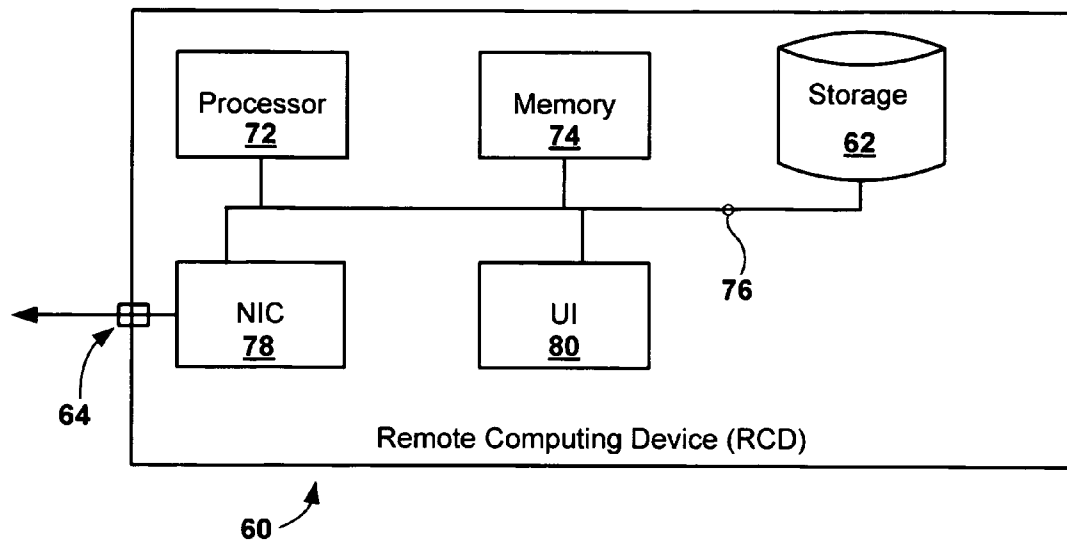 Processor
72
Memory
74
Storage
62
76
NIC
78
UI
80
64
Remote Computing Device (RCD)
60